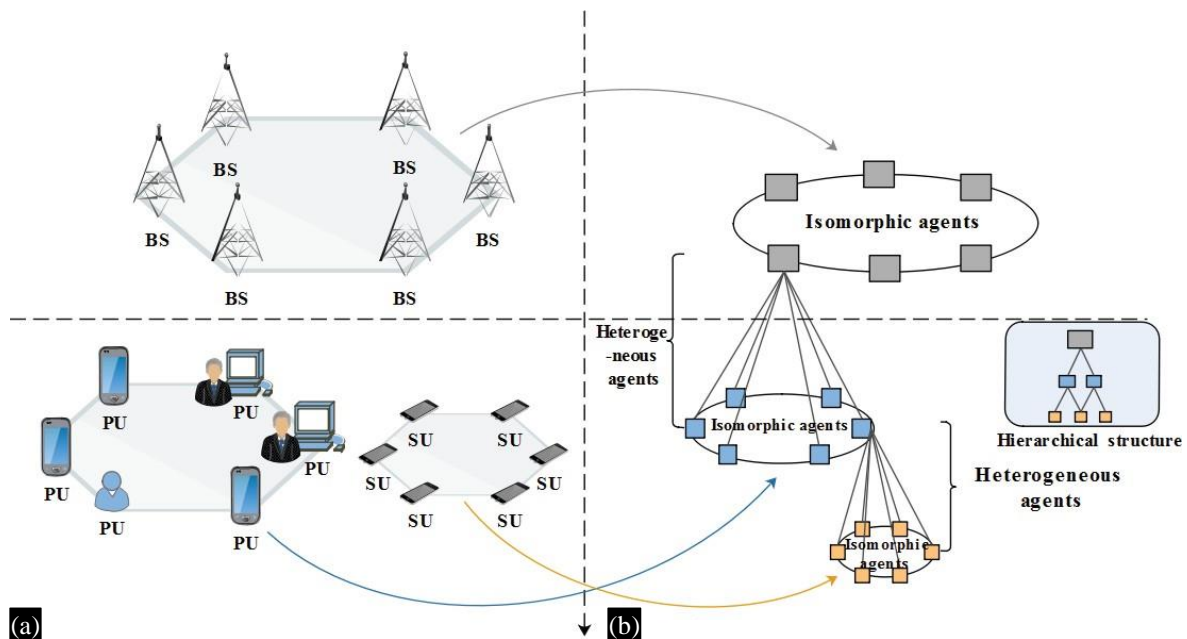 BS
BS
BS
BS
BS
BS
PU
PU
PU
PU
PU
PU
SU
SU
SU
SU
SU
SU
(a)
Isomorphic agents
Heteroge
-neous
agents
Isomorphic agents
Isomorphic
agents
Hierarchical structure
Heterogeneous
agents
(b)